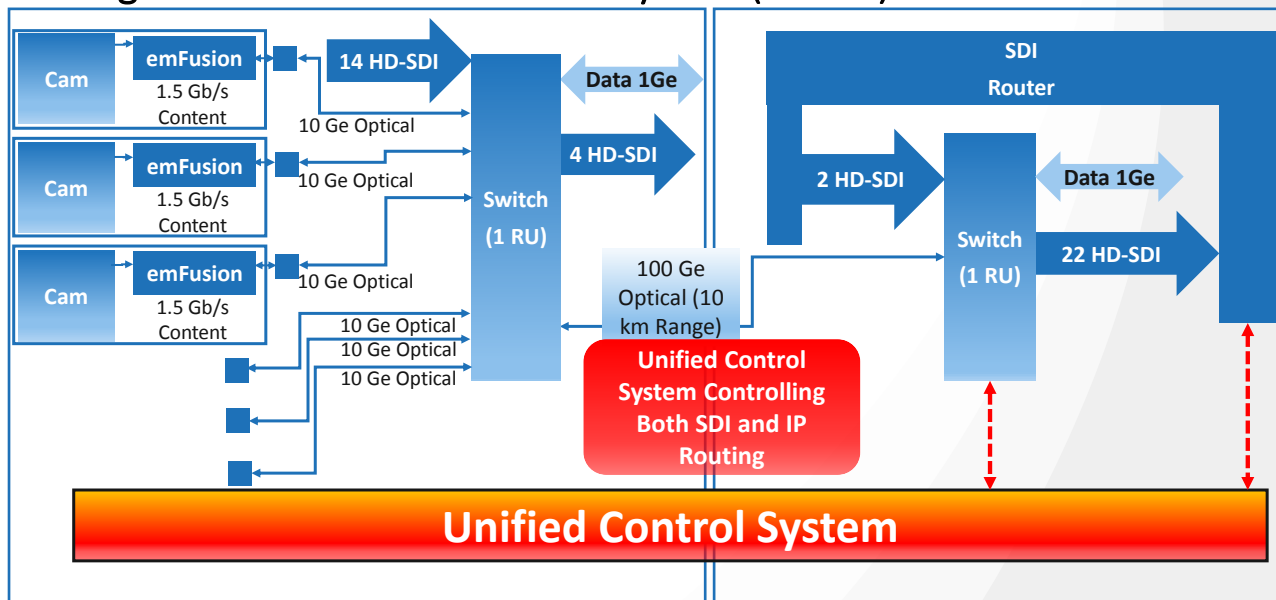 Cam
emFusion
1.5 Gb/s
Content
10 Ge Optical
Cam
emFusion
1.5 Gb/s
Content
10 Ge Optical
Cam
emFusion
1.5 Gb/s
Content
10 Ge Optical
10 Ge Optical
10 Ge Optical
10 Ge Optical
14 HD-SDI
Switch
(1 RU)
Data 1Ge
4 HD-SDI
100 Ge
Optical (10
km Range)
Unified Control
System Controlling
Both SDI and IP
Routing
SDI
Router
2 HD-SDI
Switch
(1 RU)
Data 1Ge
22 HD-SDI
Unified Control System